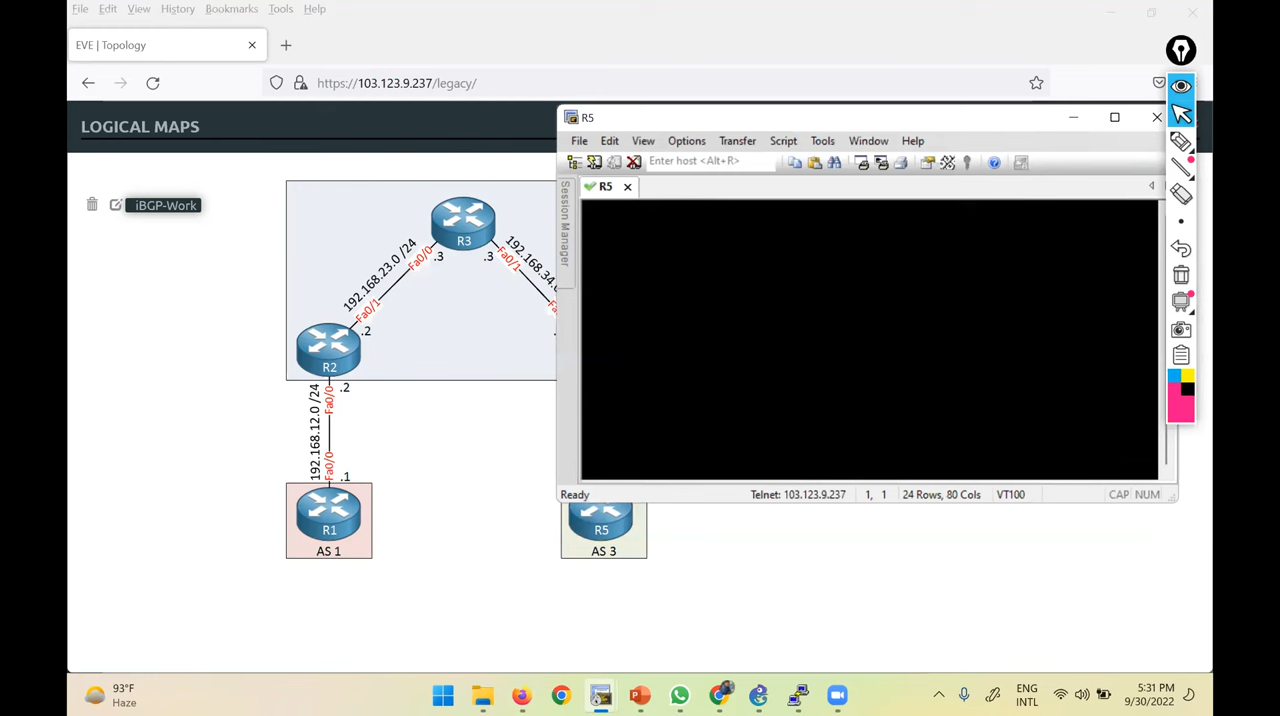 File Edit View History Bookmarks Tools Help
EVE | Topology
https://103.123.9.237/legacy/
LOGICAL MAPS
iBGP-Work
R5
File Edit View Options Transfer Script Tools Window Help
Enter host <Alt+R>
R5
Session Manager
R3
192.168.23.0 /24
Fa0/0
.3
.3
Fa0/1
192.168.34.
Fa0/1
.2
R2
.2
Fa0/0
192.168.12.0 /24
Fa0/0
.1
R1
AS 1
R5
AS 3
Ready
Telnet: 103.123.9.237
1, 1
24 Rows, 80 Cols
VT100
CAP NUM
93°F
Haze
ENG
INTL
5:31 PM
9/30/2022